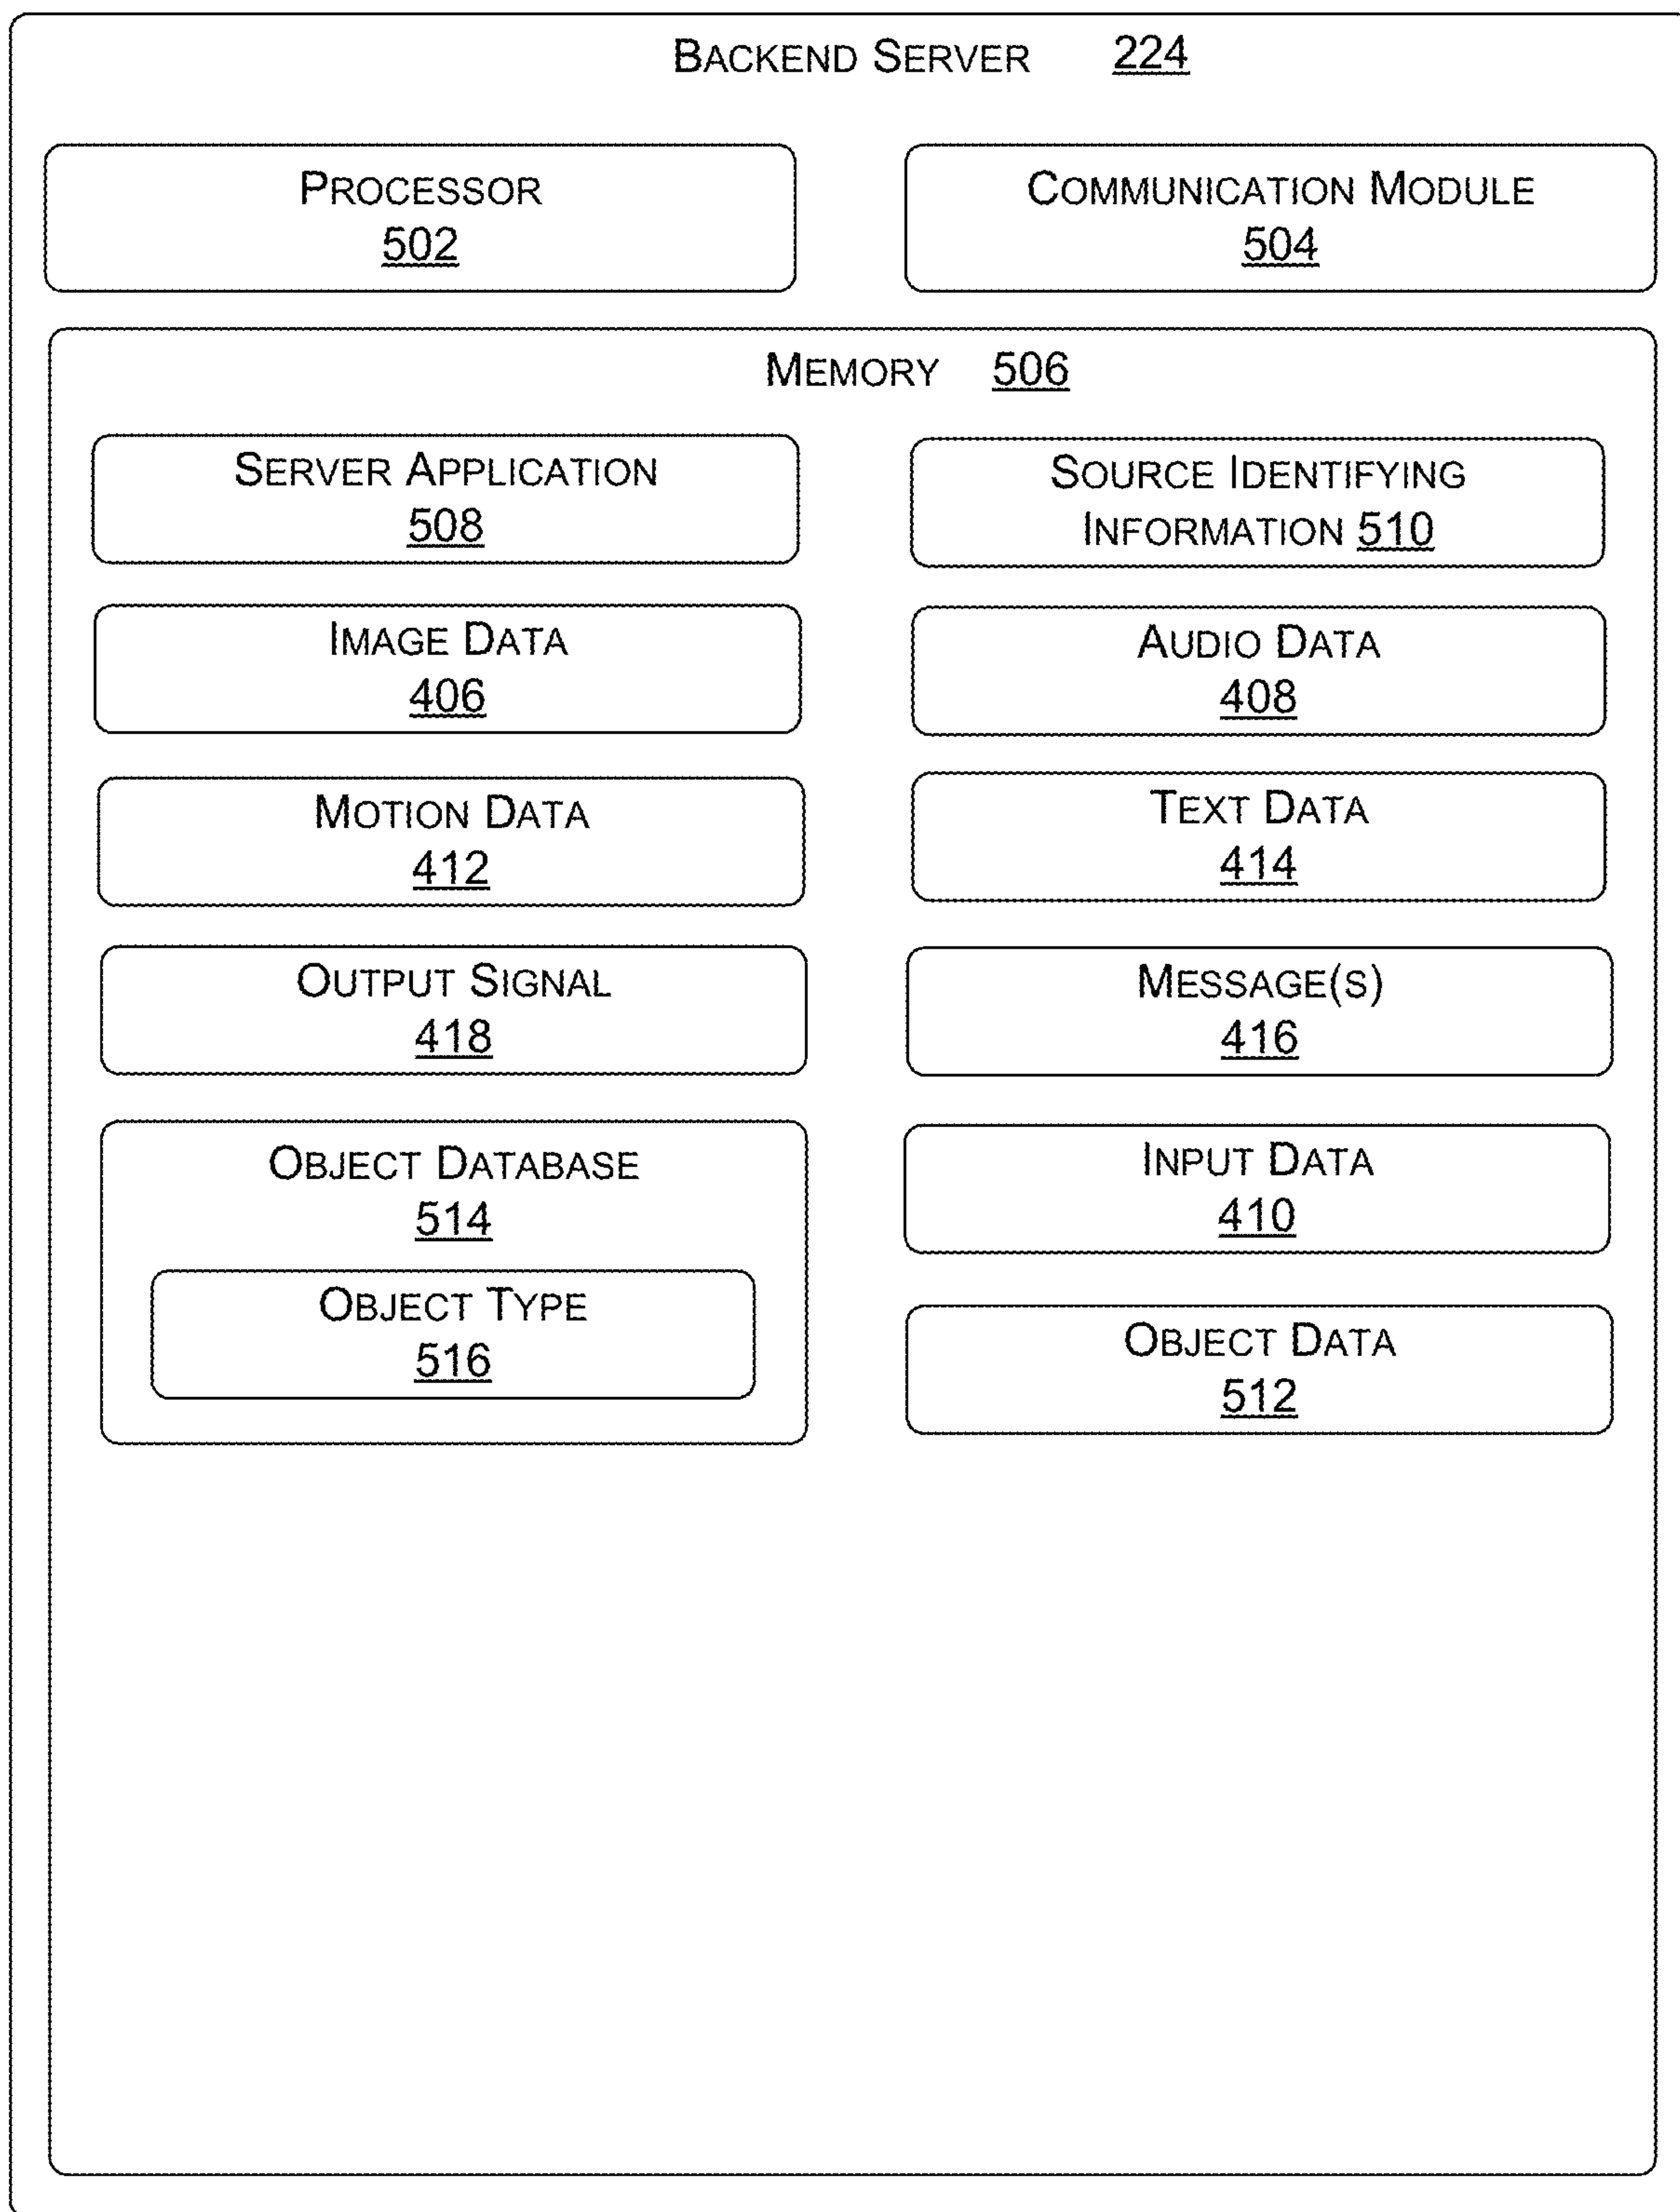 BACKEND SERVER 224
PROCESSOR
502
COMMUNICATION MODULE
504
MEMORY 506
SERVER APPLICATION
508
SOURCE IDENTIFYING
INFORMATION 510
IMAGE DATA
406
AUDIO DATA
408
MOTION DATA
412
TEXT DATA
414
OUTPUT SIGNAL
418
MESSAGE(S)
416
OBJECT DATABASE
514
OBJECT TYPE
516
INPUT DATA
410
OBJECT DATA
512